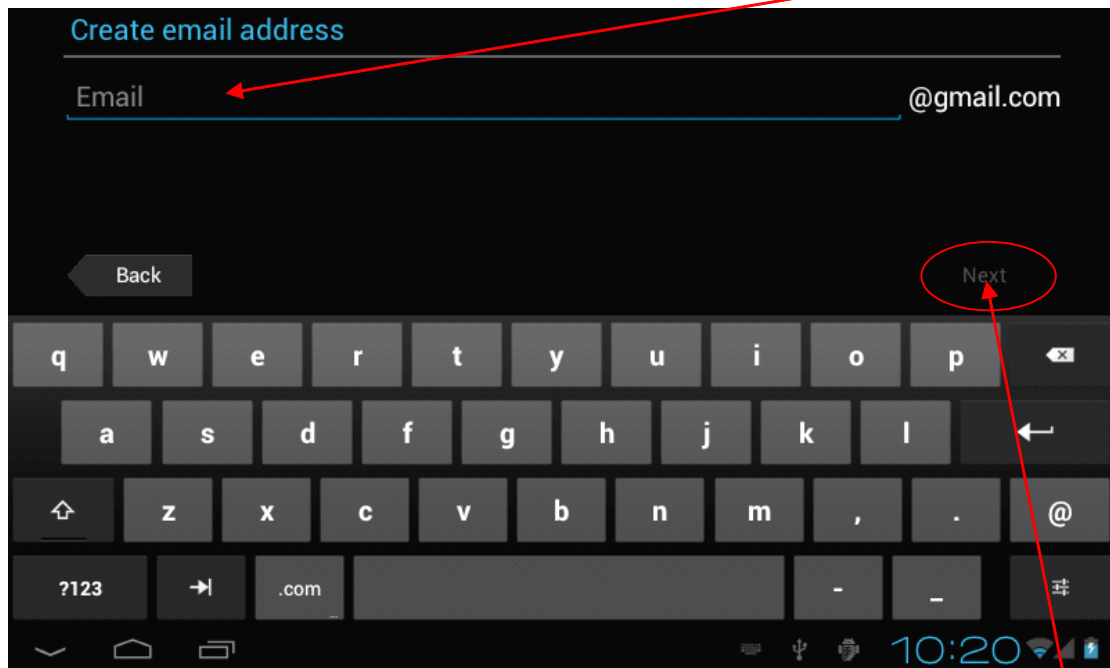 Create email address
Email @gmail.com
Back Next
q w e r t y u i o p
a s d f g h j k l
z x c v b n m , . @
?123 .com - _
10:20